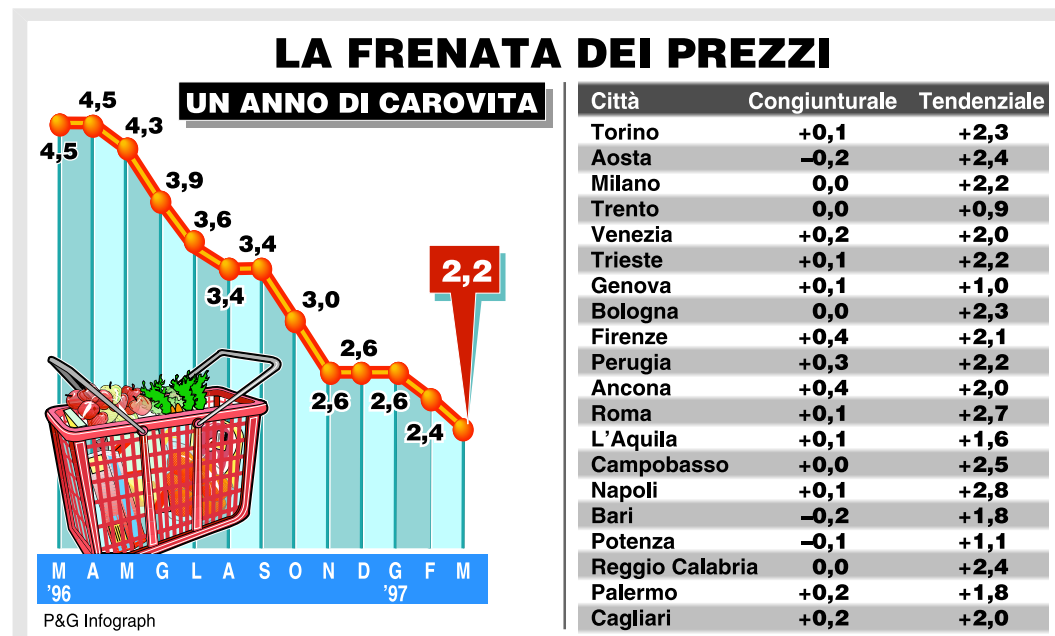 LA FRENATA DEI PREZZI
UN ANNO DI CAROVITA
4,5
4,5
4,3
3,9
3,6
3,4
3,4
3,0
2,6
2,6
2,6
2,4
2,2
M A M G L A S O N D G F M
'96 '97
P&G Infograph
Città Congiunturale Tendenziale
Torino +0,1 +2,3
Aosta –0,2 +2,4
Milano 0,0 +2,2
Trento 0,0 +0,9
Venezia +0,2 +2,0
Trieste +0,1 +2,2
Genova +0,1 +1,0
Bologna 0,0 +2,3
Firenze +0,4 +2,1
Perugia +0,3 +2,2
Ancona +0,4 +2,0
Roma +0,1 +2,7
L'Aquila +0,1 +1,6
Campobasso +0,0 +2,5
Napoli +0,1 +2,8
Bari –0,2 +1,8
Potenza –0,1 +1,1
Reggio Calabria 0,0 +2,4
Palermo +0,2 +1,8
Cagliari +0,2 +2,0